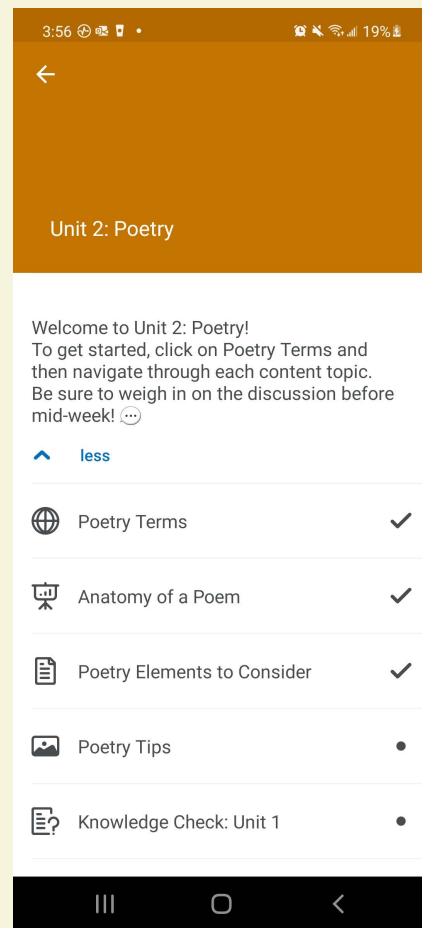 3:56 19%
Unit 2: Poetry
Welcome to Unit 2: Poetry!
To get started, click on Poetry Terms and
then navigate through each content topic.
Be sure to weigh in on the discussion before
mid-week! 💬
less
Poetry Terms
Anatomy of a Poem
Poetry Elements to Consider
Poetry Tips
Knowledge Check: Unit 1